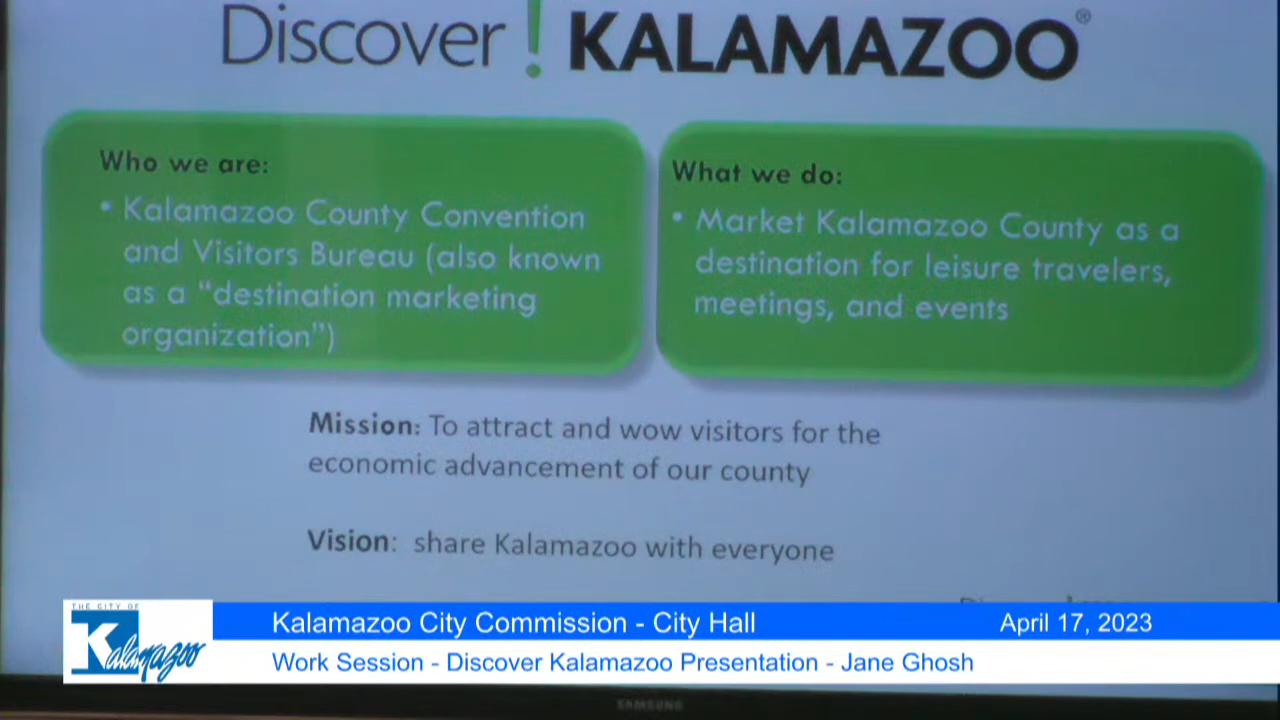 Discover ! KALAMAZOO®
Who we are:
• Kalamazoo County Convention
and Visitors Bureau (also known
as a “destination marketing
organization”)
What we do:
• Market Kalamazoo County as a
destination for leisure travelers,
meetings, and events
Mission: To attract and wow visitors for the
economic advancement of our county
Vision: share Kalamazoo with everyone
THE CITY OF
Kalamazoo
Kalamazoo City Commission - City Hall
April 17, 2023
Work Session - Discover Kalamazoo Presentation - Jane Ghosh
SAMSUNG